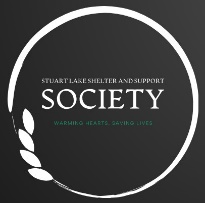 STUART LAKE SHELTER AND SUPPORT
SOCIETY
WARMING HEARTS, SAVING LIVES